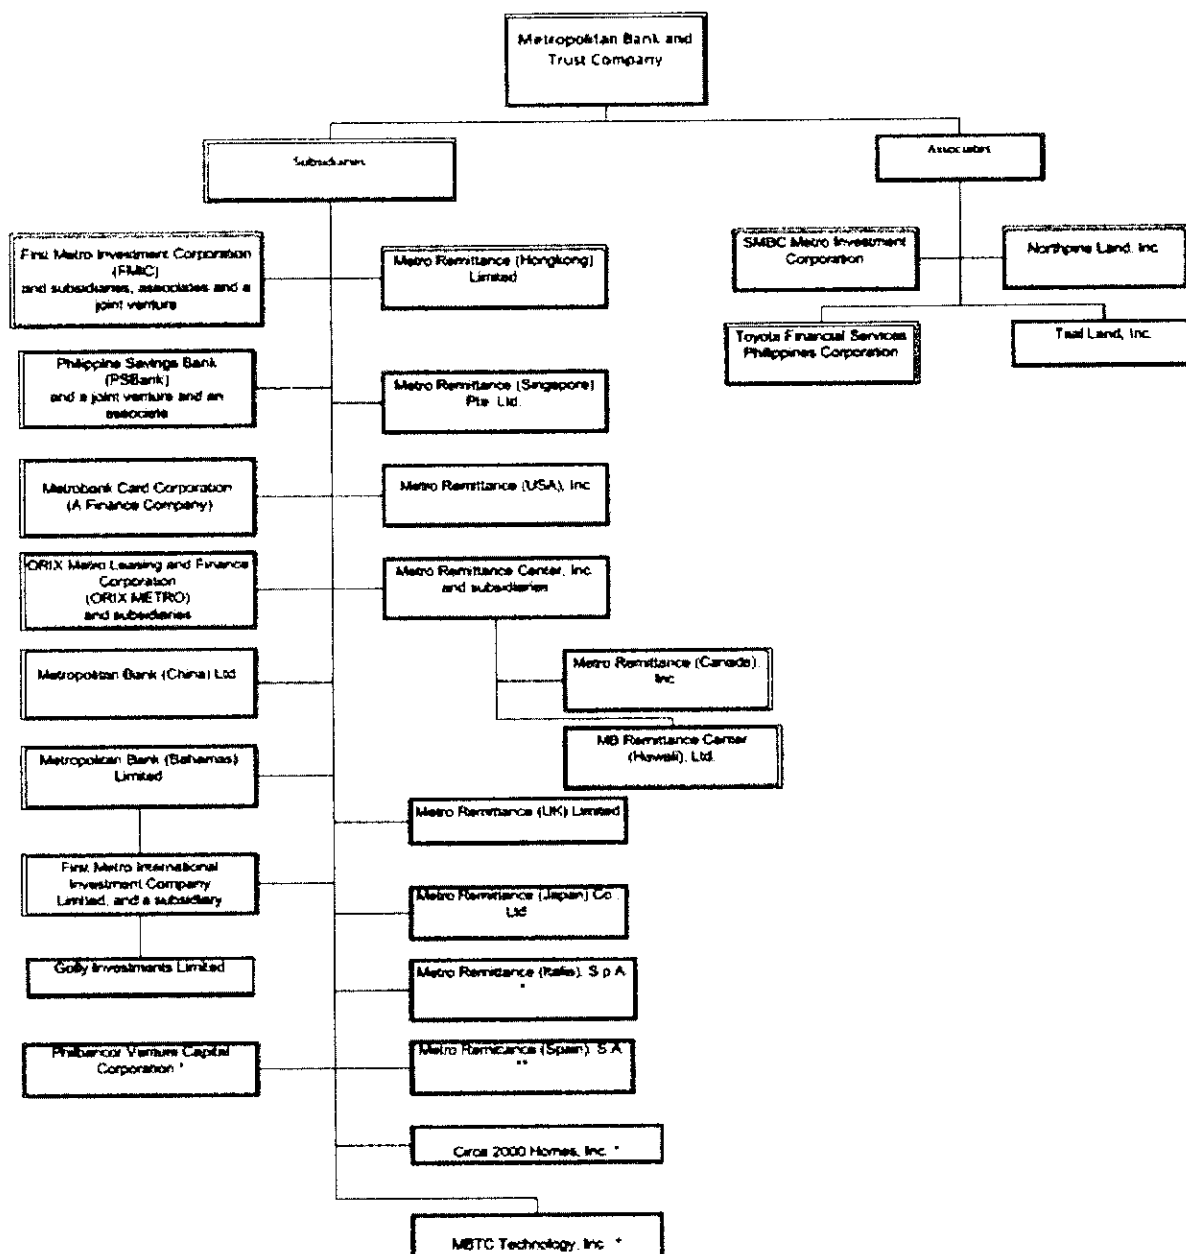 Metropolitan Bank and
Trust Company
Subsidiaries
Associates
First Metro Investment Corporation
(FMIC)
and subsidiaries, associates and a
joint venture
Metro Remittance (Hongkong)
Limited
SMBC Metro Investment
Corporation
Northpine Land, Inc
Toyota Financial Services
Philippines Corporation
Taal Land, Inc.
Philippine Savings Bank
(PSBank)
and a joint venture and an
associate
Metro Remittance (Singapore)
Pte. Ltd.
Metrobank Card Corporation
(A Finance Company)
Metro Remittance (USA), Inc
ORIX Metro Leasing and Finance
Corporation
(ORIX METRO)
and subsidiaries
Metro Remittance Center, Inc.
and subsidiaries
Metropolitan Bank (China) Ltd
Metro Remittance (Canada),
Inc
MB Remittance Center
(Hawaii), Ltd.
Metropolitan Bank (Bahamas)
Limited
Metro Remittance (UK) Limited
First Metro International
Investment Company
Limited, and a subsidiary
Metro Remittance (Japan) Co.,
Ltd
Golly Investments Limited
Metro Remittance (Italia), S.p.A.
*
Philbancor Venture Capital
Corporation *
Metro Remittance (Spain), S.A.
**
Circa 2000 Homes, Inc. *
MBTC Technology, Inc. *